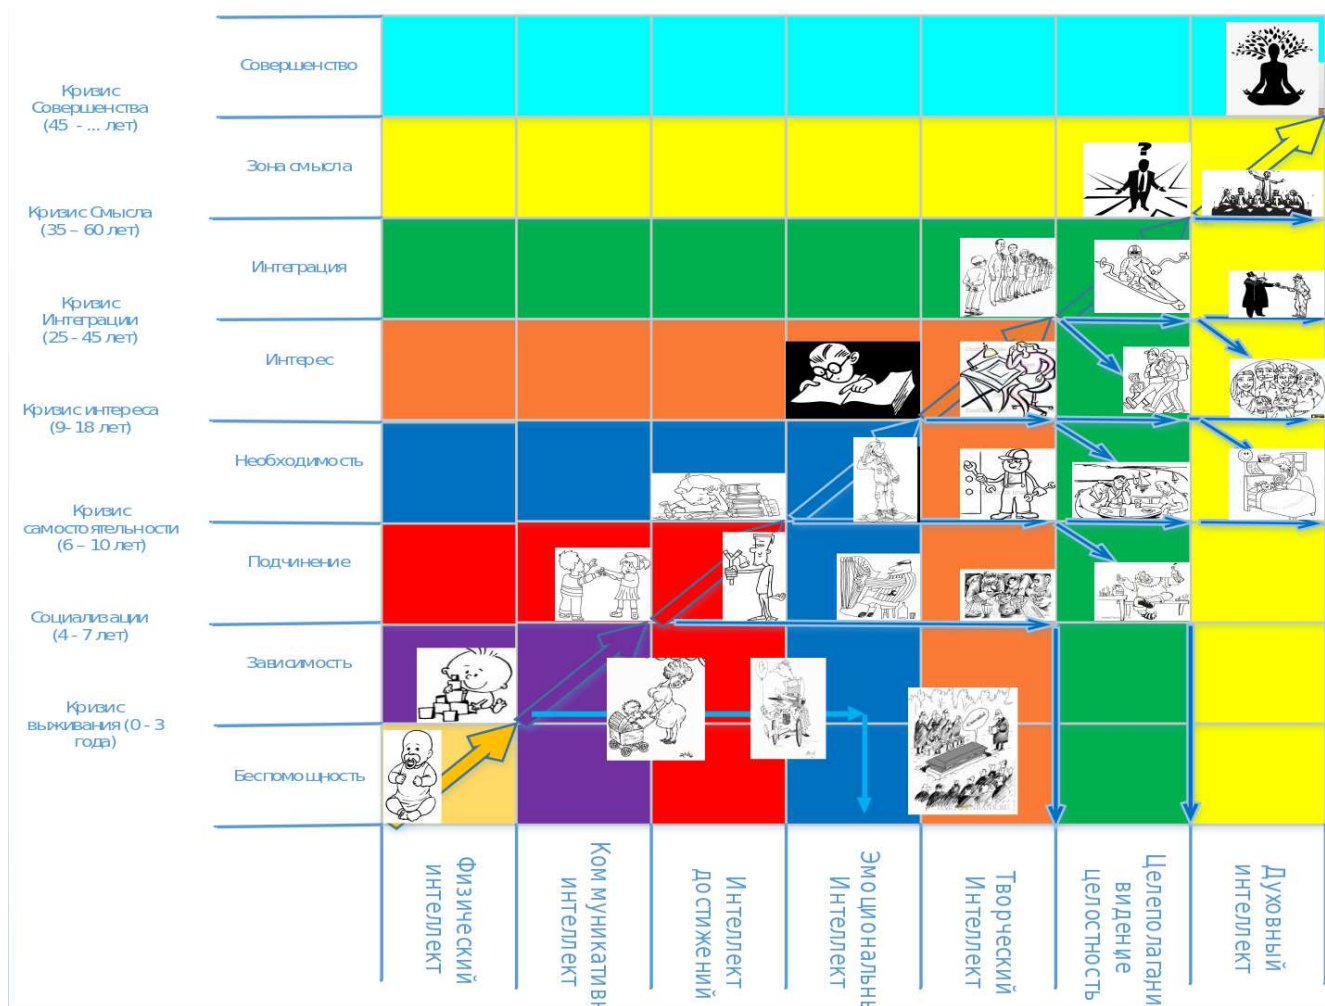 Совершенство
Кризис
Совершенства
(45 - ... лет)
Зона смысла
Кризис Смысла
(35 – 60 лет)
Интеграция
Кризис
Интеграции
(25 - 45 лет)
Интерес
Кризис интереса
(9- 18 лет)
Необходимость
Кризис
самостоятельности
(6 – 10 лет)
Подчинение
Социализации
(4 - 7 лет)
Зависимость
Кризис
выживания (0 - 3
года)
Беспомощность
?
Физический
интеллект
Коммуникативн
интеллект
Интеллект
достижений
Эмоциональны
Интеллект
Творческий
Интеллект
Целеполагани
видение
целостность
Духовный
интеллект